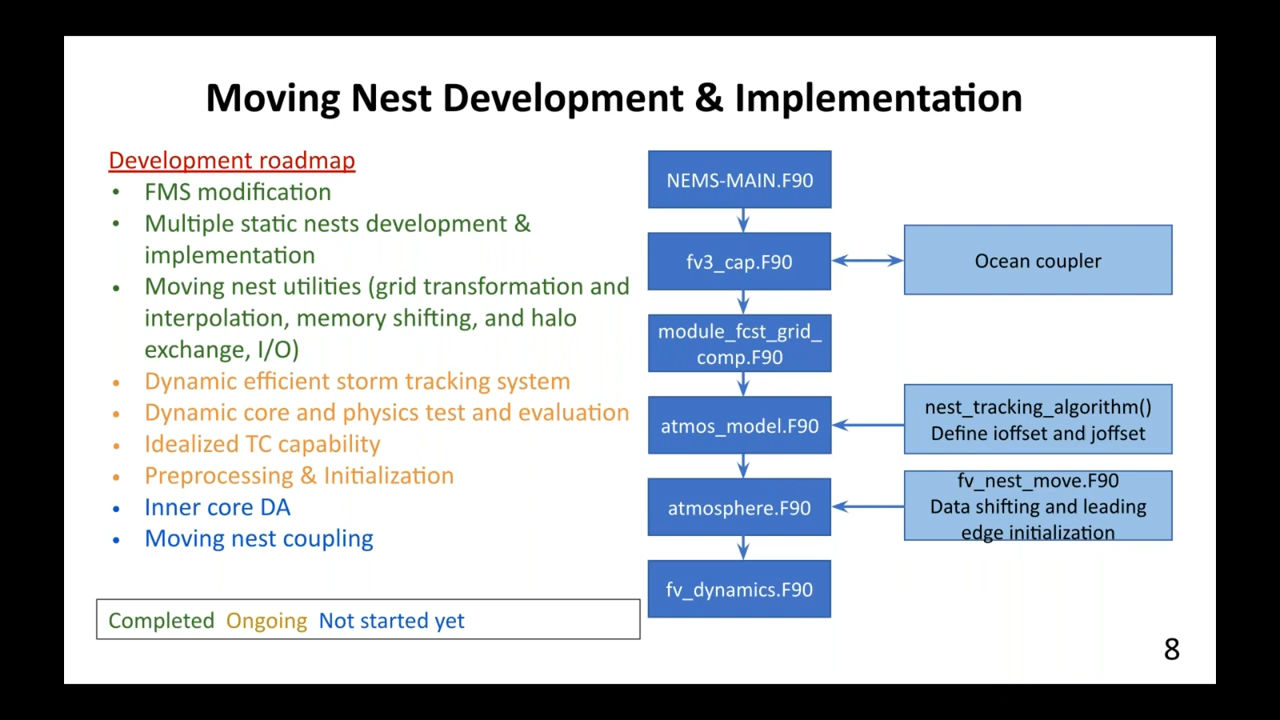 Moving Nest Development & Implementation
Development roadmap
• FMS modification
• Multiple static nests development &
implementation
• Moving nest utilities (grid transformation and
interpolation, memory shifting, and halo
exchange, I/O)
• Dynamic efficient storm tracking system
• Dynamic core and physics test and evaluation
• Idealized TC capability
• Preprocessing & Initialization
• Inner core DA
• Moving nest coupling
Completed Ongoing Not started yet
NEMS-MAIN.F90
fv3_cap.F90
Ocean coupler
module_fcst_grid_
comp.F90
atmos_model.F90
nest_tracking_algorithm()
Define ioffset and joffset
atmosphere.F90
fv_nest_move.F90
Data shifting and leading
edge initialization
fv_dynamics.F90
8